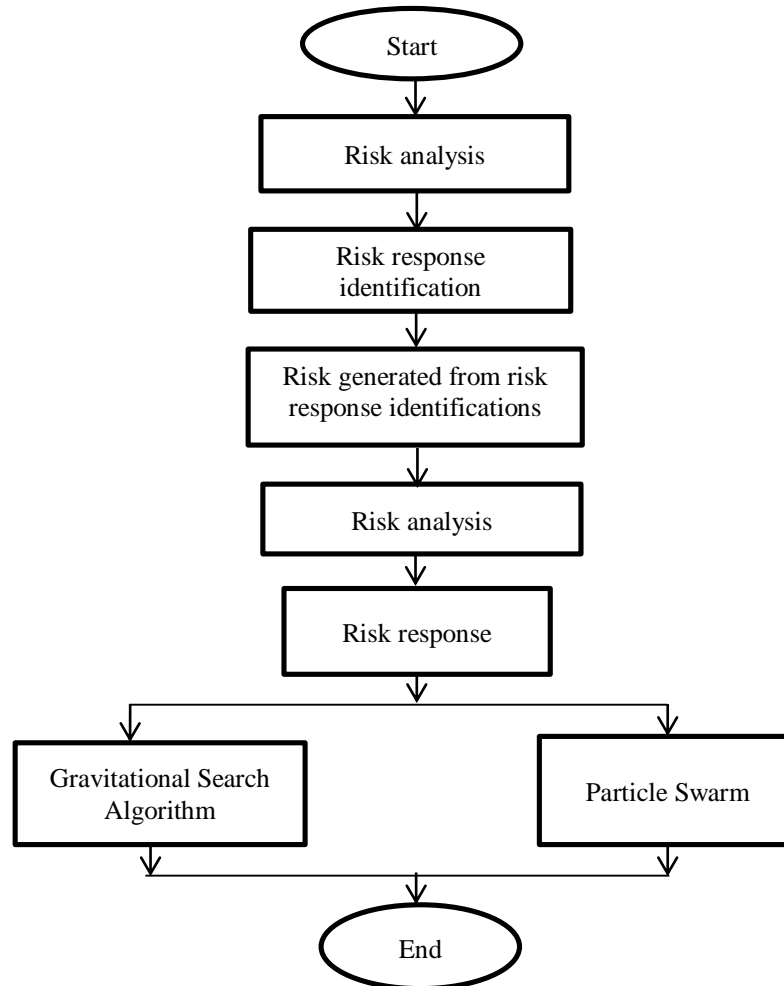 Start
Risk analysis
Risk response
identification
Risk generated from risk
response identifications
Risk analysis
Risk response
Gravitational Search
Algorithm
Particle Swarm
End